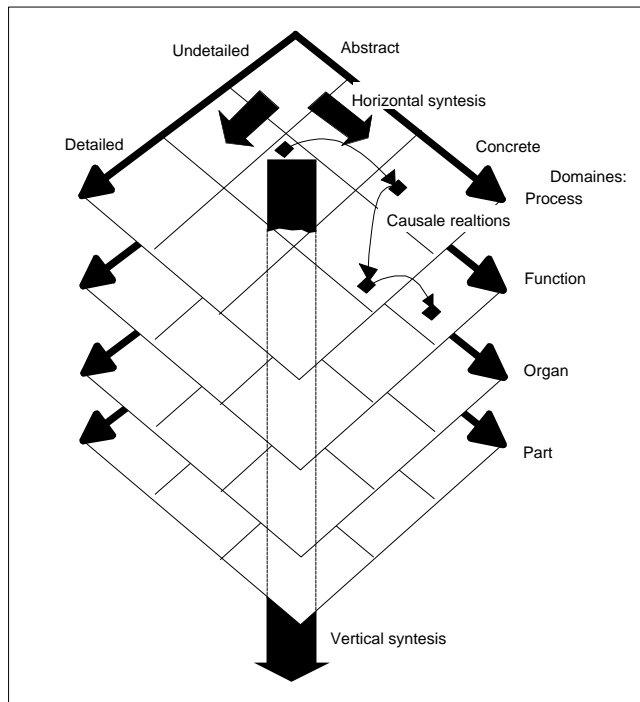 Undetailed
Abstract
Horizontal syntesis
Detailed
Concrete
Domaines:
Process
Causale realtions
Function
Organ
Part
Vertical syntesis